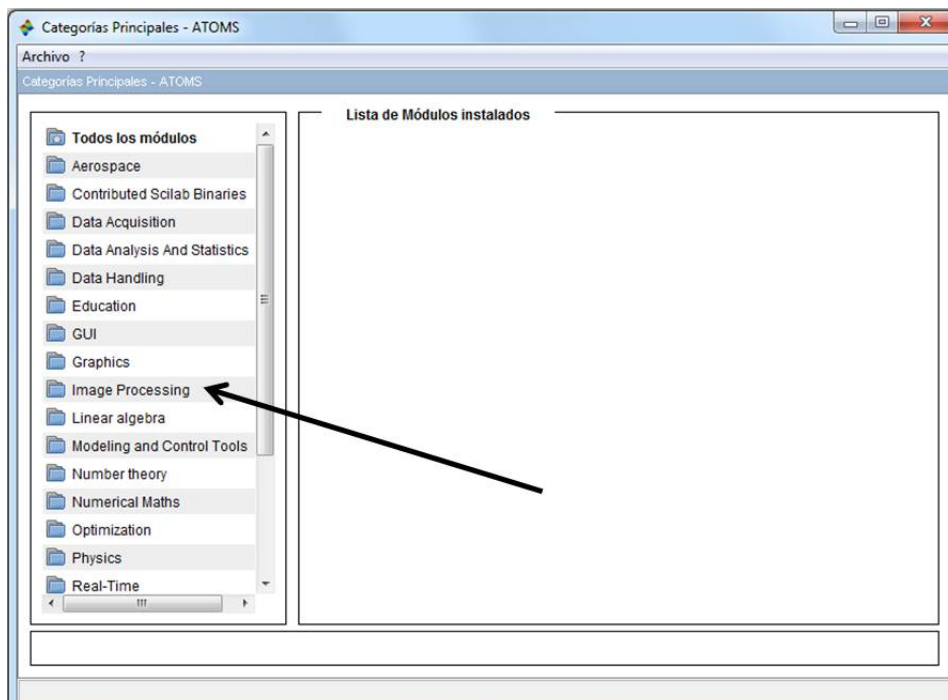 Categorías Principales - ATOMS
Archivo ?
Categorías Principales - ATOMS
Lista de Módulos instalados
Todos los módulos
Aerospace
Contributed Scilab Binaries
Data Acquisition
Data Analysis And Statistics
Data Handling
Education
GUI
Graphics
Image Processing
Linear algebra
Modeling and Control Tools
Number theory
Numerical Maths
Optimization
Physics
Real-Time